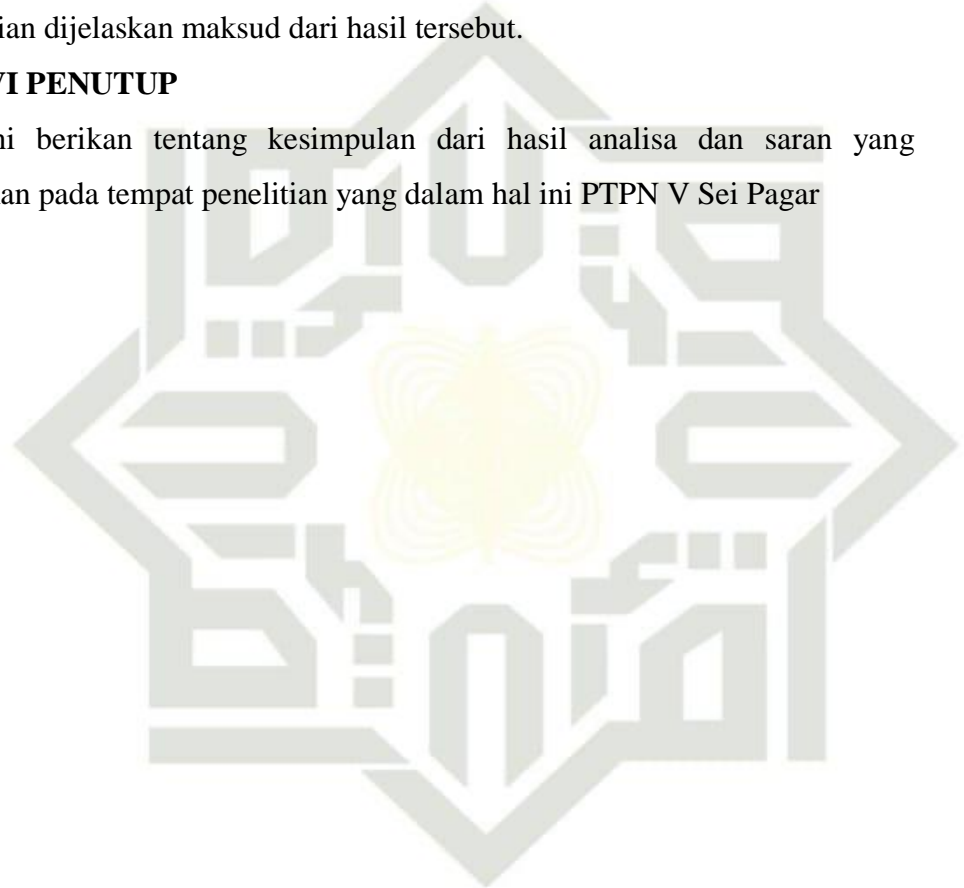 ian dijelaskan maksud dari hasil tersebut.
VI PENUTUP
ni berikan tentang kesimpulan dari hasil analisa dan saran yang
an pada tempat penelitian yang dalam hal ini PTPN V Sei Pagar